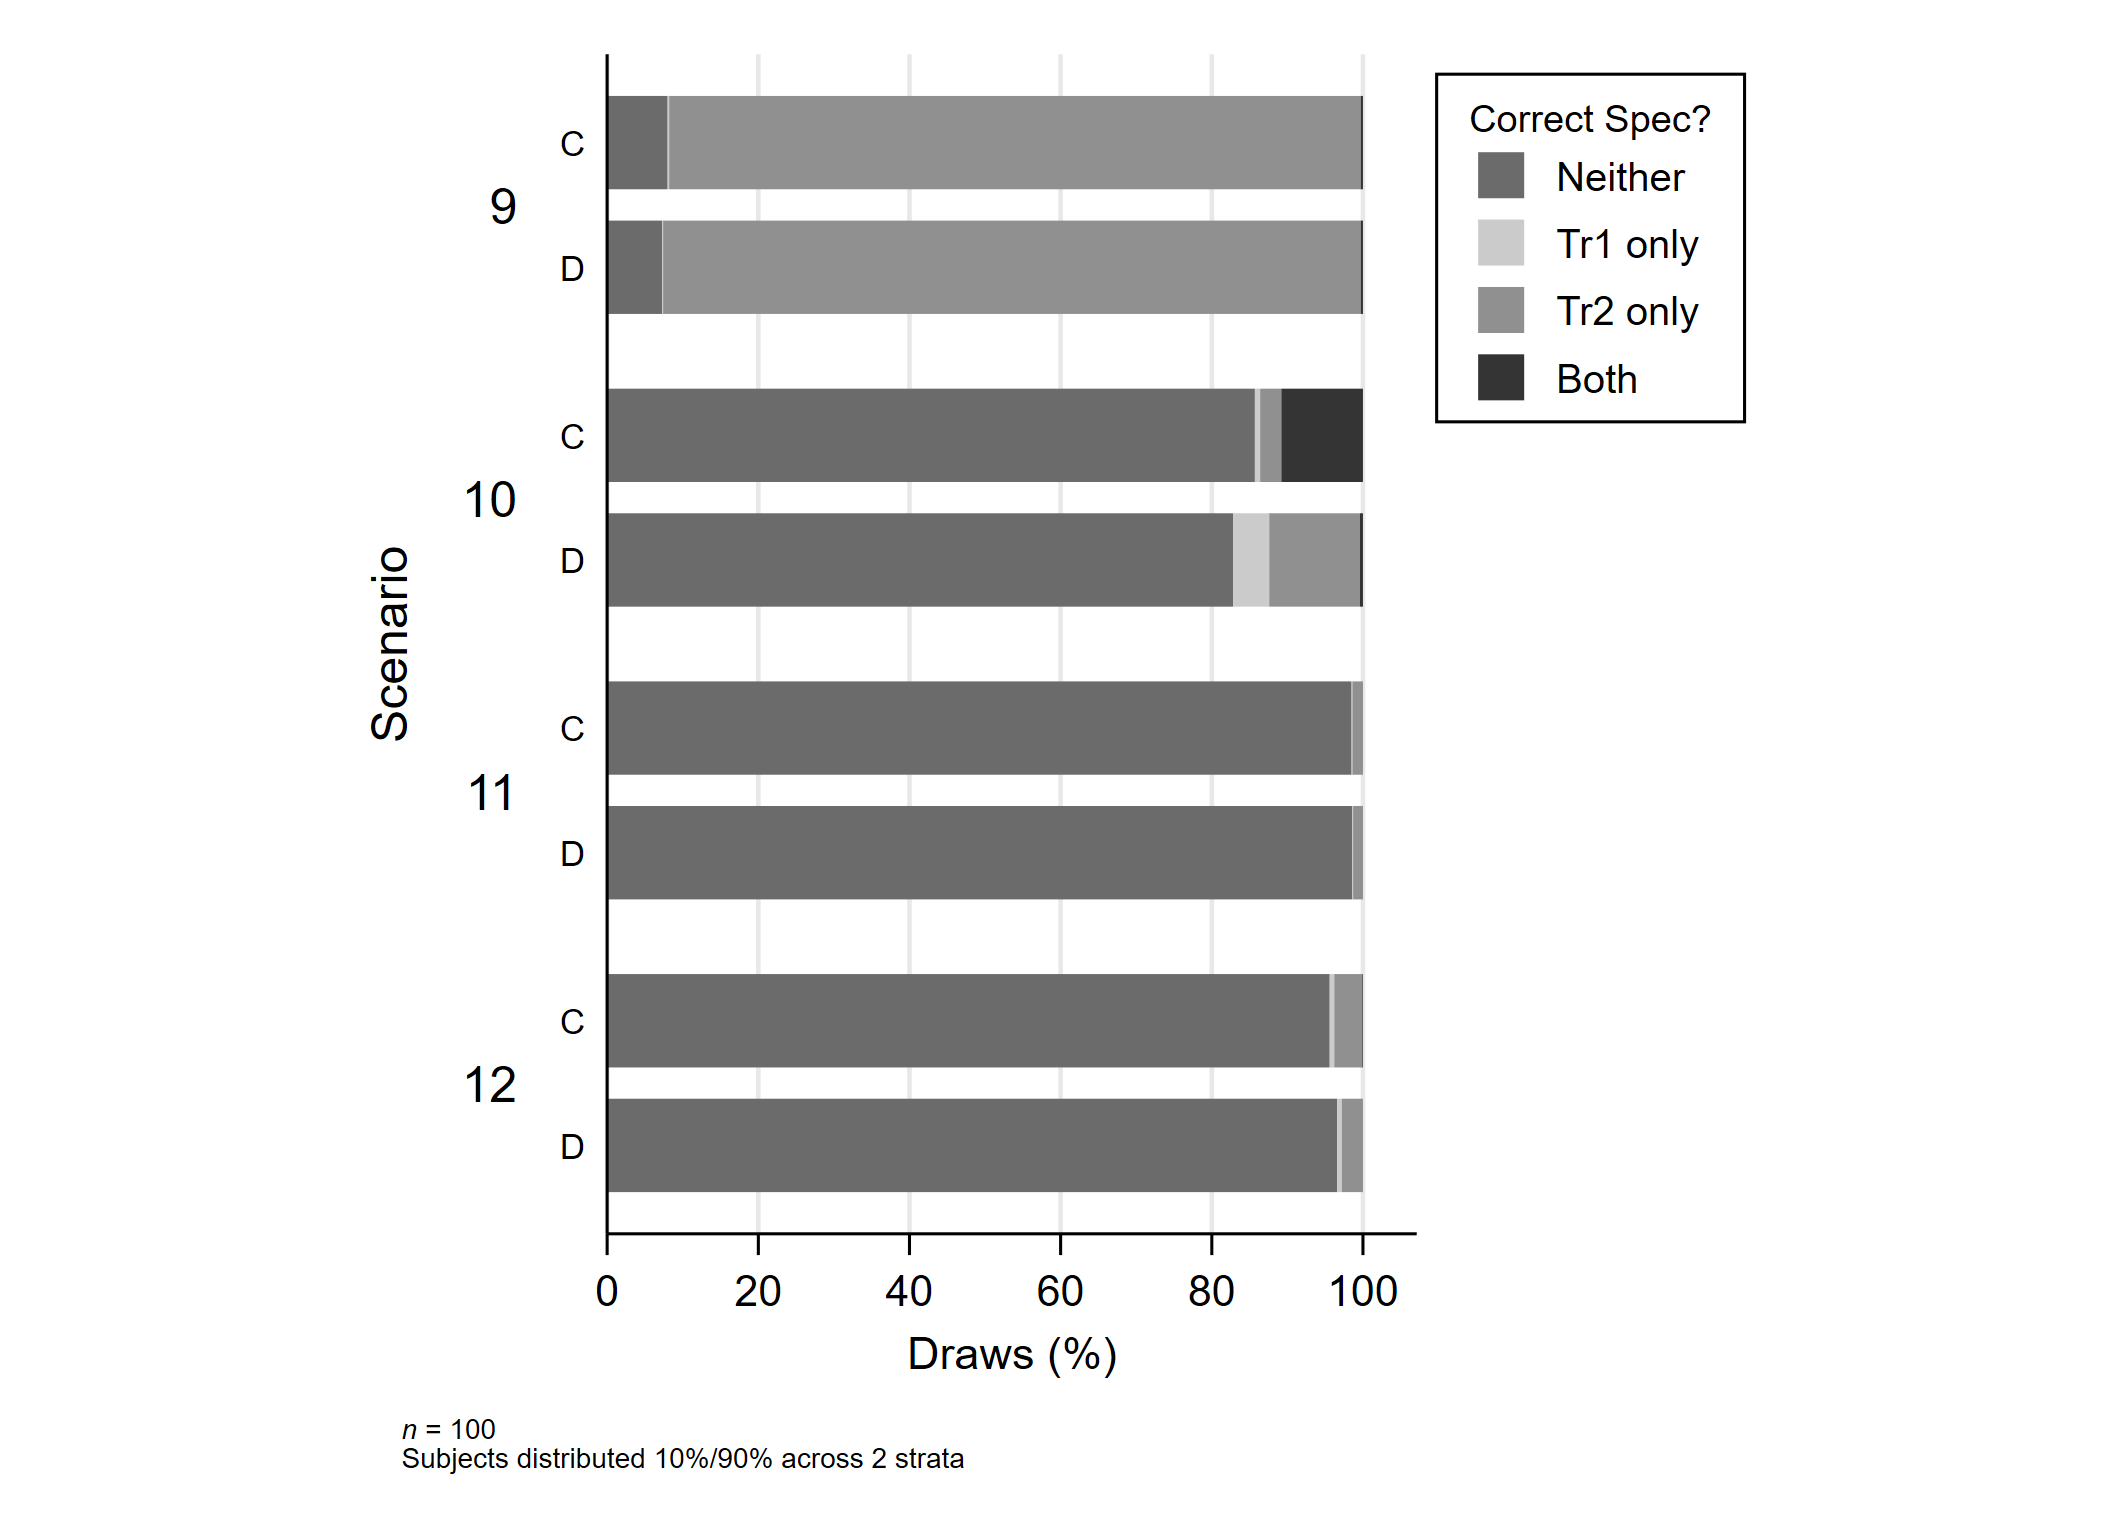 Correct Spec?
Neither
Tr1 only
Tr2 only
Both
Scenario
9
C
D
10
C
D
11
C
D
12
C
D
0 20 40 60 80 100
Draws (%)
n = 100
Subjects distributed 10%/90% across 2 strata